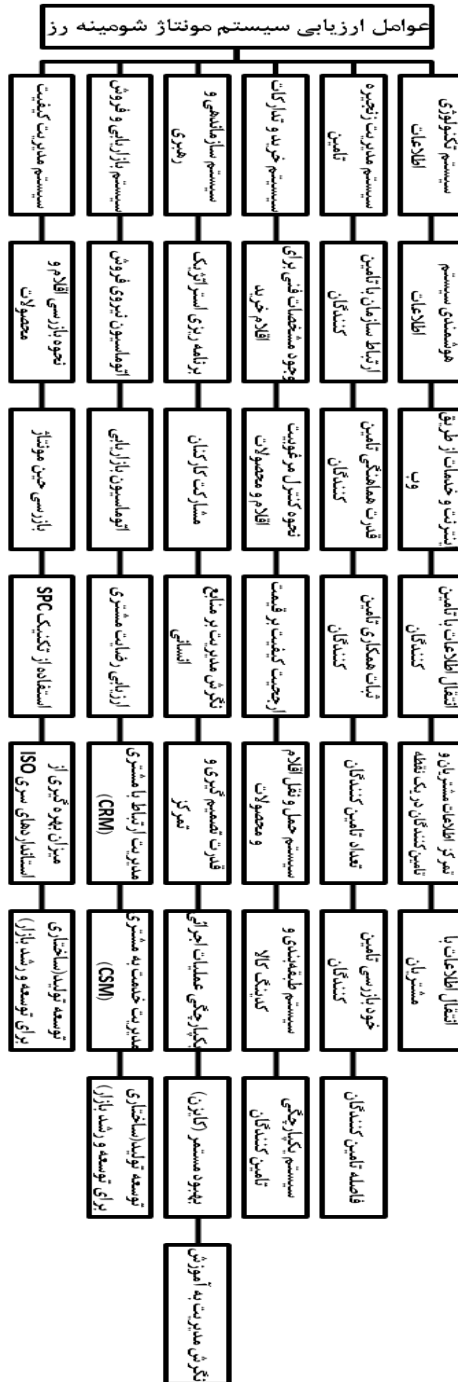 عوامل ارزیابی سیستم مونتاژ شومینه رز
سیستم تکنولوژی
اطلاعات
هوشمندی سیستم
اطلاعات
اینترنت و خدمات از طریق
وب
انتقال اطلاعات با تامین
کنندگان
تمرکز اطلاعات مشتریان و
تامین‌کنندگان در یک نقطه
انتقال اطلاعات با
مشتریان
سیستم مدیریت زنجیره
تامین
ارتباط سازمان با تامین
کنندگان
قدرت هماهنگی تامین
کنندگان
ثبات همکاری تامین
کنندگان
تعداد تامین کنندگان
خود بازرسی تامین
کنندگان
فاصله تامین کنندگان
سیستم خرید و تدارکات
وجود مشخصات فنی برای
اقلام خرید
نحوه کنترل مرغوبیت
اقلام و محصولات
ارجحیت کیفیت بر قیمت
سیستم حمل و نقل اقلام
و محصولات
سیستم طبقه‌بندی و
کدینگ کالا
سیستم یکپارچگی
تامین کنندگان
سیستم سازماندهی و
رهبری
برنامه ریزی استراتژیک
مشارکت کارکنان
نگرش مدیریت بر منابع
انسانی
قدرت تصمیم گیری و
تمرکز
یکپارچگی عملیات اجرائی
بهبود مستمر (کایزن)
نگرش مدیریت به آموزش
سیستم بازاریابی و فروش
اتوماسیون نیروی فروش
اتوماسیون بازاریابی
ارزیابی رضایت مشتری
مدیریت ارتباط با مشتری
(CRM)
مدیریت خدمت به مشتری
(CSM)
توسعه تولید(ساختاری
برای توسعه و رشد بازار)
سیستم مدیریت کیفیت
نحوه بازرسی اقلام و
محصولات
بازرسی حین مونتاژ
استفاده از تکنیک SPC
میزان بهره گیری از
استانداردهای سری ISO
توسعه تولید(ساختاری
برای توسعه و رشد بازار)